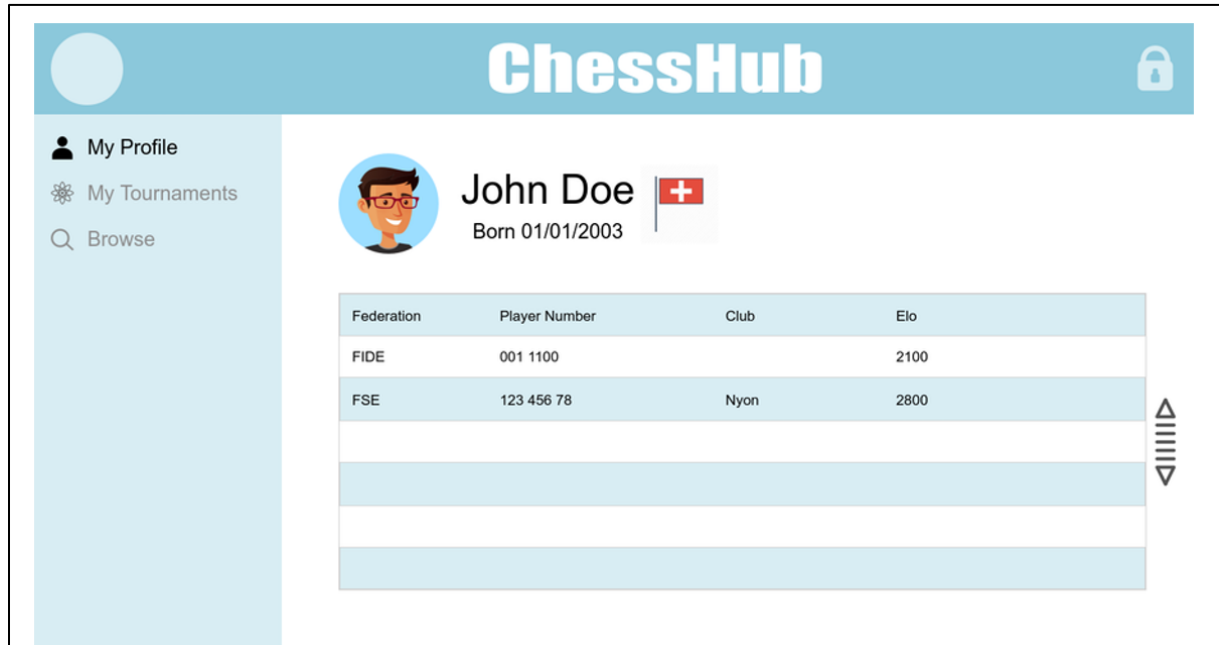 ChessHub
My Profile
My Tournaments
Browse
John Doe
Born 01/01/2003
Federation Player Number Club Elo
FIDE 001 1100 2100
FSE 123 456 78 Nyon 2800